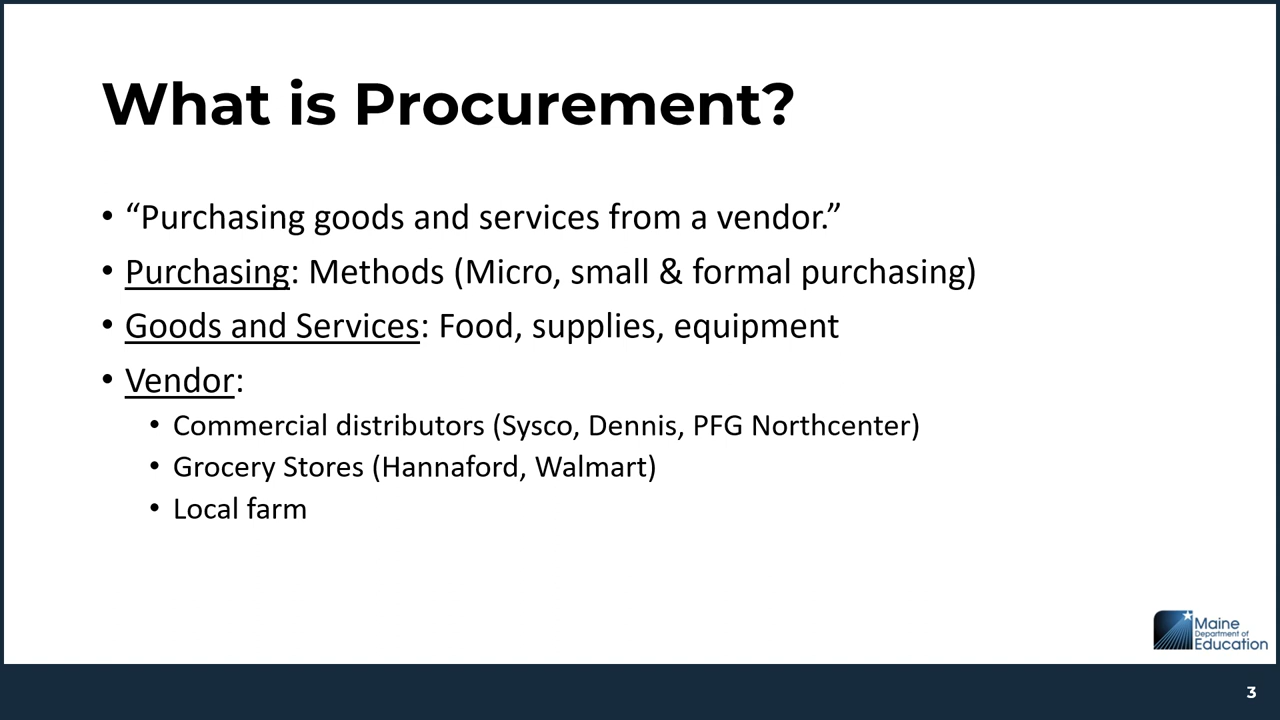 What is Procurement?
• “Purchasing goods and services from a vendor.”
• Purchasing: Methods (Micro, small & formal purchasing)
• Goods and Services: Food, supplies, equipment
• Vendor:
• Commercial distributors (Sysco, Dennis, PFG Northcenter)
• Grocery Stores (Hannaford, Walmart)
• Local farm
Maine
Department of
Education
3